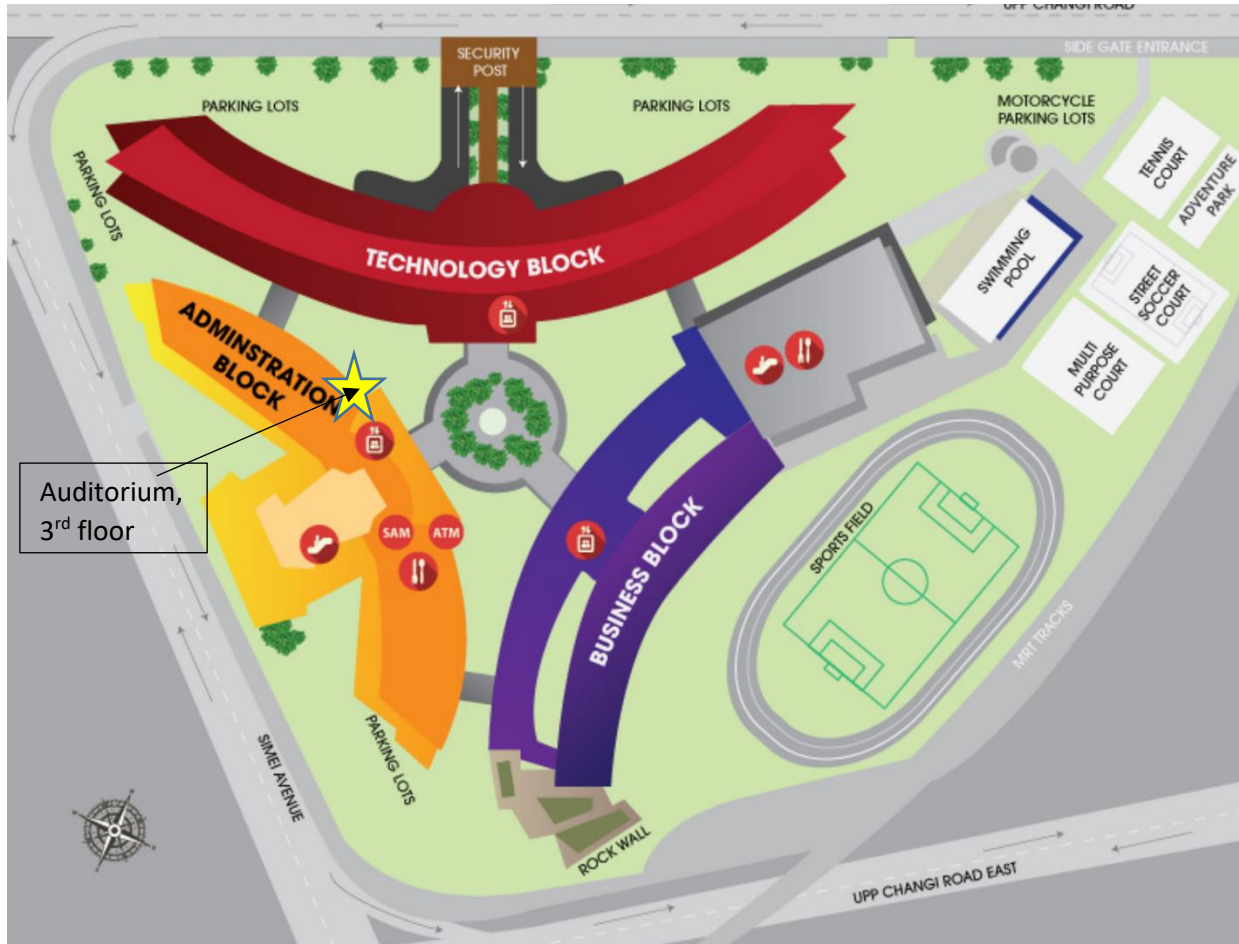 UPP CHANGI ROAD
SIDE GATE ENTRANCE
SECURITY
POST
PARKING LOTS
PARKING LOTS
MOTORCYCLE
PARKING LOTS
TENNIS
COURT
ADVENTURE
PARK
PARKING LOTS
TECHNOLOGY BLOCK
SWIMMING
POOL
STREET
SOCCER
COURT
MULTI
PURPOSE
COURT
ADMINSTRATION
BLOCK
Auditorium,
3rd floor
SAM
ATM
BUSINESS BLOCK
SPORTS FIELD
MRT TRACKS
SIMEI AVENUE
PARKING LOTS
ROCK WALL
UPP CHANGI ROAD EAST